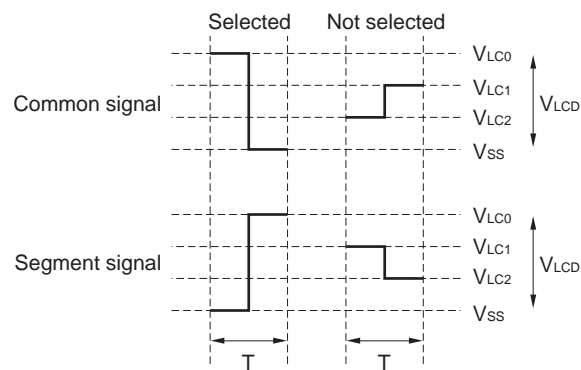 Selected Not selected
VLC0
VLC1
Common signal VLCD
VLC2
VSS
VLC0
VLC1
Segment signal VLCD
VLC2
VSS
T T